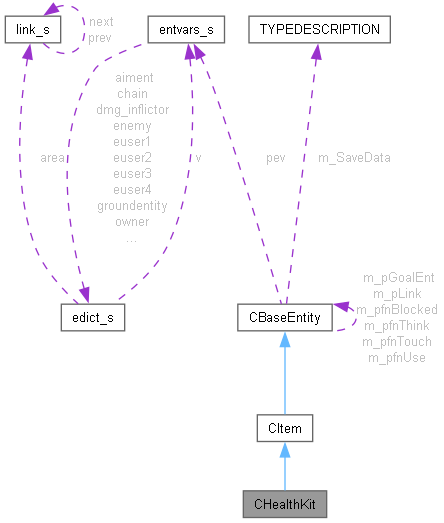 link_s
next
prev
entvars_s
TYPEDESCRIPTION
aiment
chain
dmg_inflictor
enemy
euser1
euser2
euser3
euser4
groundentity
owner
...
area
v
pev
m_SaveData
edict_s
CBaseEntity
m_pGoalEnt
m_pLink
m_pfnBlocked
m_pfnThink
m_pfnTouch
m_pfnUse
CItem
CHealthKit